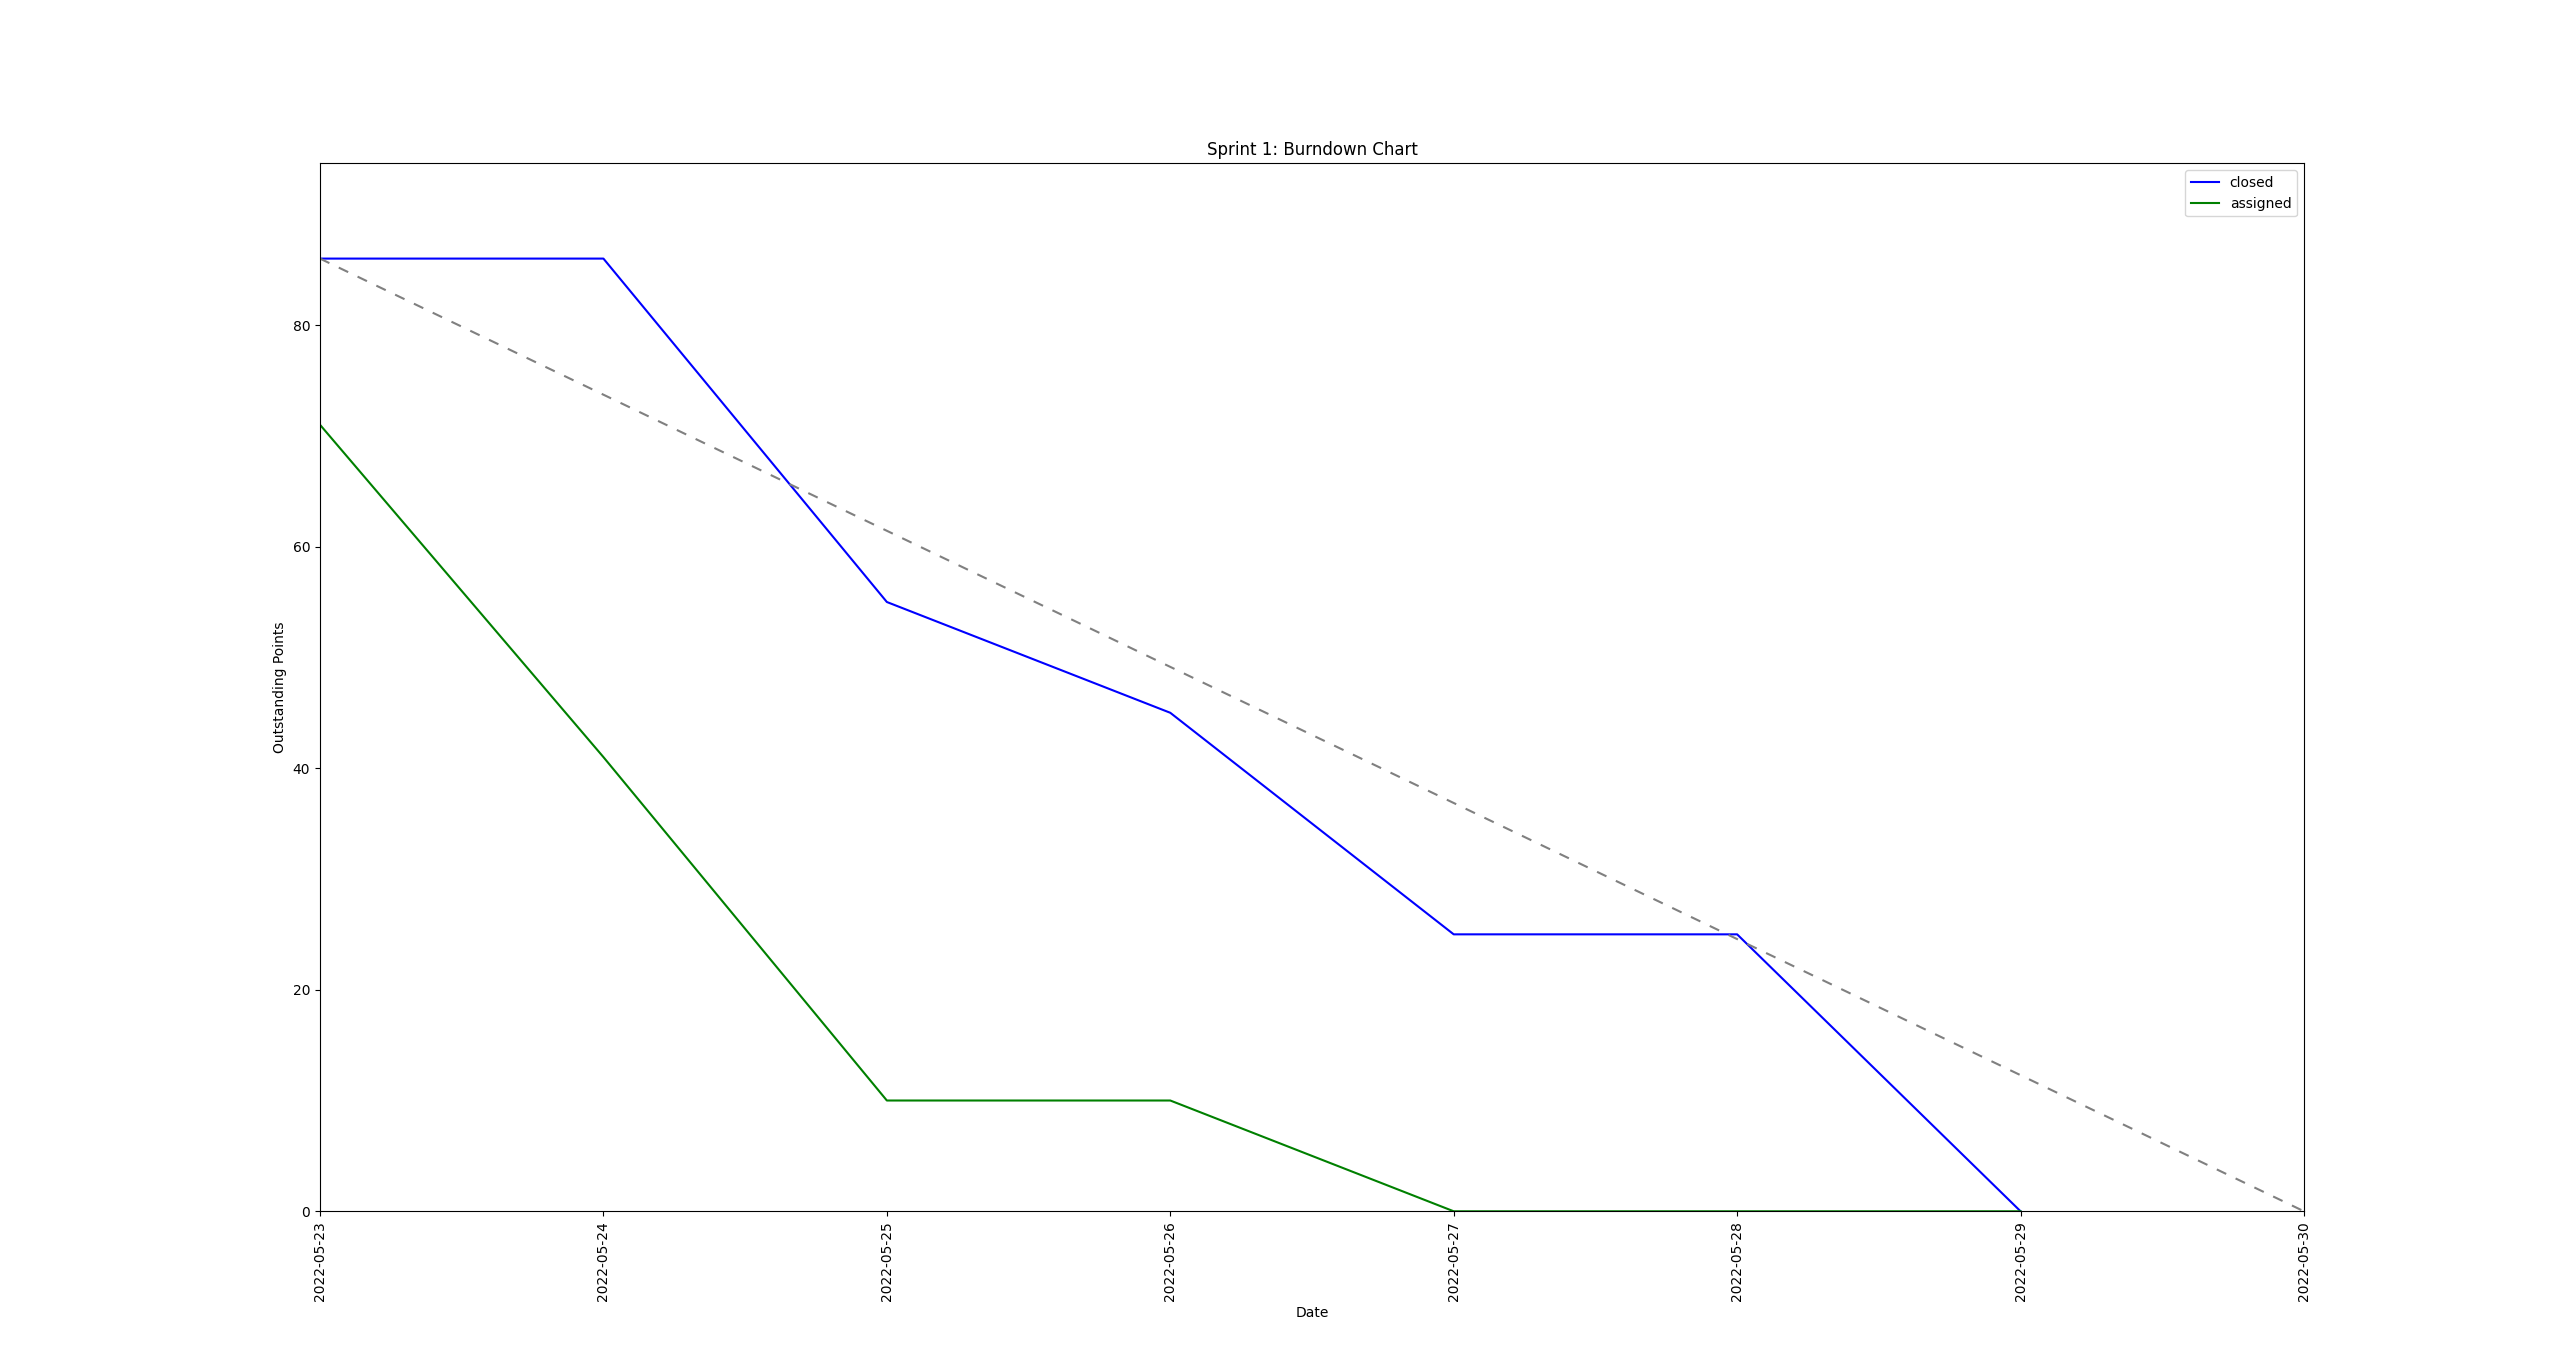 Sprint 1: Burndown Chart
closed
assigned
Outstanding Points
80
60
40
20
0
2022-05-23
2022-05-24
2022-05-25
2022-05-26
2022-05-27
2022-05-28
2022-05-29
2022-05-30
Date